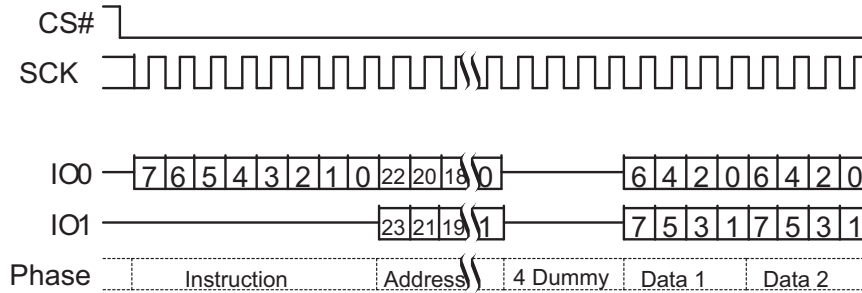 CS#
SCK
IO0 7 6 5 4 3 2 1 0 22 20 18 0 6 4 2 0 6 4 2 0
IO1 23 21 19 1 7 5 3 1 7 5 3 1
Phase Instruction Address 4 Dummy Data 1 Data 2